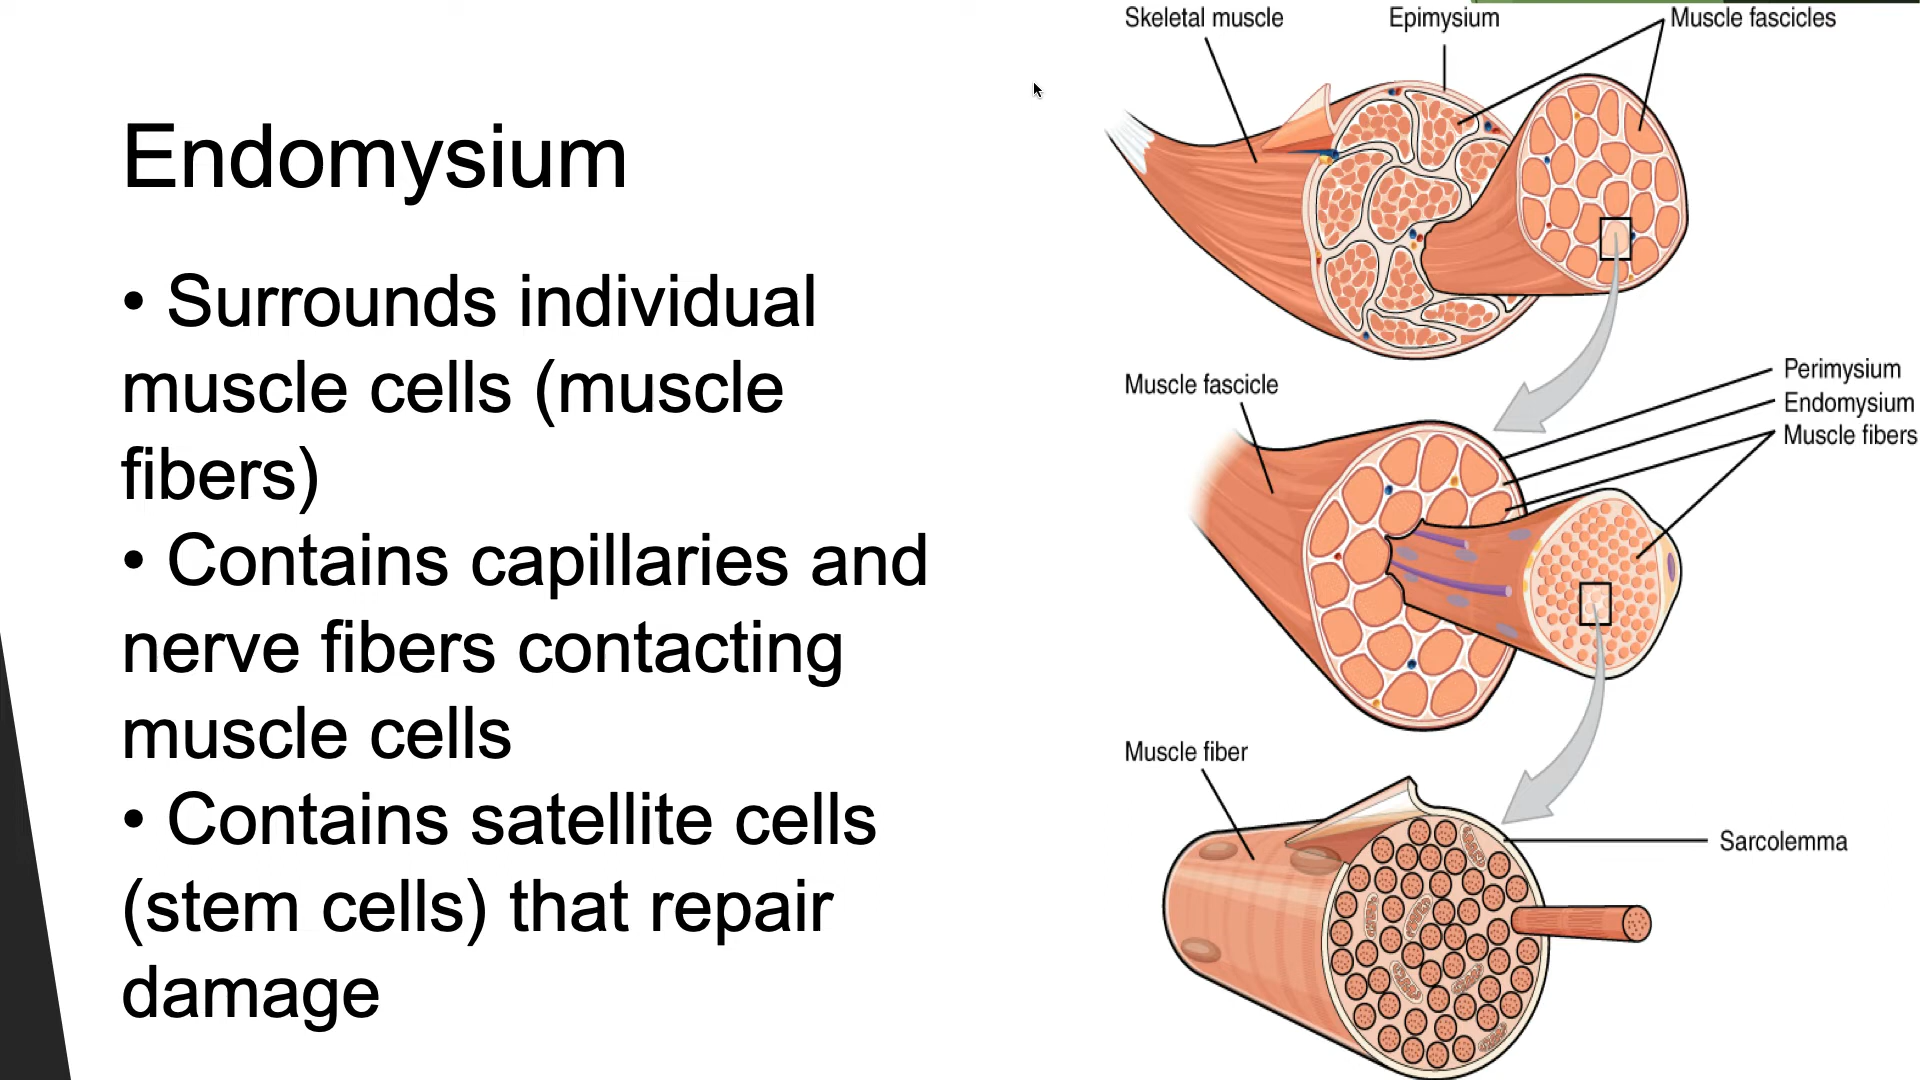 Endomysium
• Surrounds individual
muscle cells (muscle
fibers)
• Contains capillaries and
nerve fibers contacting
muscle cells
• Contains satellite cells
(stem cells) that repair
damage
Skeletal muscle
Epimysium
Muscle fascicles
Muscle fascicle
Perimysium
Endomysium
Muscle fibers
Muscle fiber
Sarcolemma